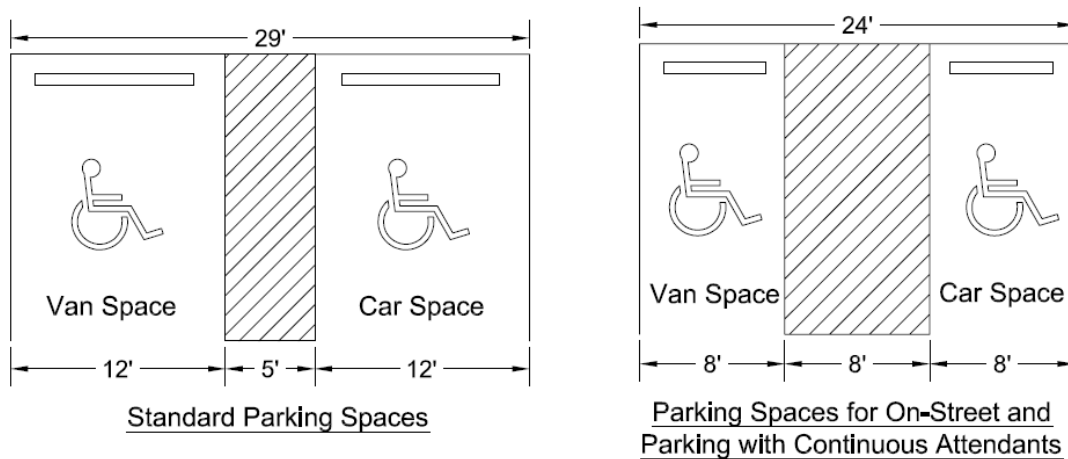 29'
Van Space
Car Space
12'
5'
12'
Standard Parking Spaces
24'
Van Space
Car Space
8'
8'
8'
Parking Spaces for On-Street and
Parking with Continuous Attendants